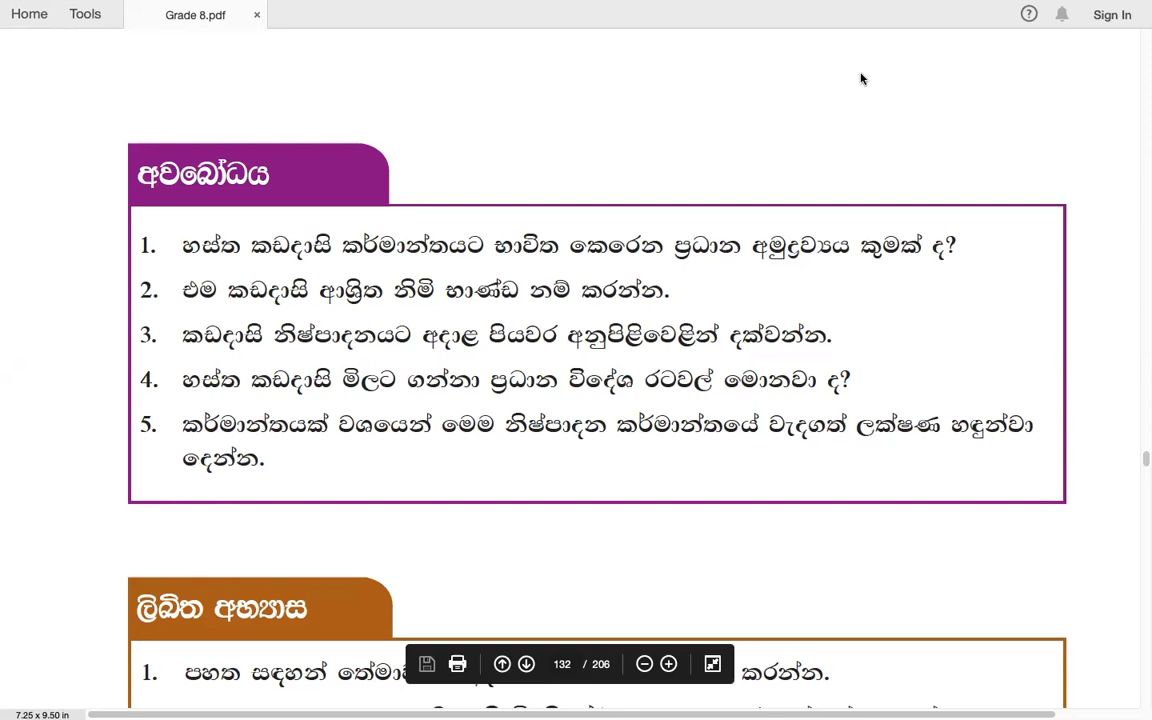 Home Tools Grade 8.pdf × ? Sign In
අවබෝධය
1. හස්ත කඩදාසි කර්මාන්තයට භාවිත කෙරෙන ප්‍රධාන අමුද්‍රව්‍යය කුමක් ද?
2. එම කඩදාසි ආශ්‍රිත නිමි භාණ්ඩ නම් කරන්න.
3. කඩදාසි නිෂ්පාදනයට අදාළ පියවර අනුපිළිවෙළින් දක්වන්න.
4. හස්ත කඩදාසි මිලට ගන්නා ප්‍රධාන විදේශ රටවල් මොනවා ද?
5. කර්මාන්තයක් වශයෙන් මෙම නිෂ්පාදන කර්මාන්තයේ වැදගත් ලක්ෂණ හඳුන්වා
දෙන්න.
ලිඛිත අභ්‍යාස
1. පහත සඳහන් කරන්න.
132 / 206
7.25 x 9.50 in